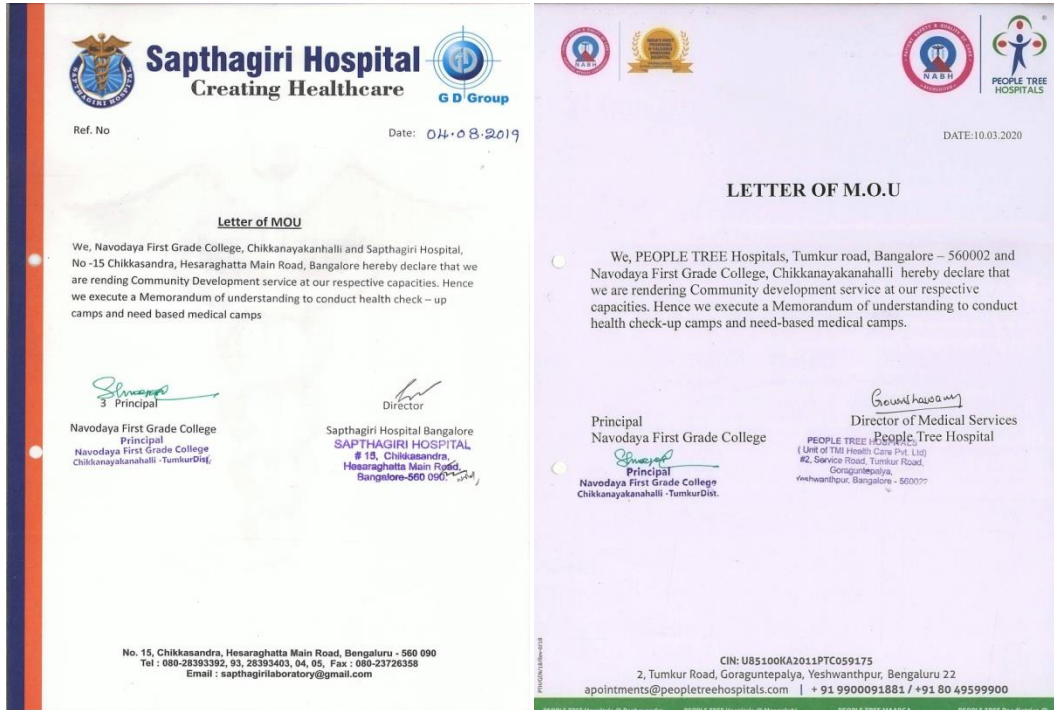 Sapthagiri Hospital
Creating Healthcare
SAPTHAGIRI HOSPITAL
G D Group
Ref. No
Date: 04.08.2019
Letter of MOU
We, Navodaya First Grade College, Chikkanayakanhalli and Sapthagiri Hospital,
No -15 Chikkasandra, Hesaraghatta Main Road, Bangalore hereby declare that we
are rending Community Development service at our respective capacities. Hence
we execute a Memorandum of understanding to conduct health check – up
camps and need based medical camps
3 Principal
Navodaya First Grade College
Principal
Navodaya First Grade College
Chikkanayakanahalli -TumkurDist.
Director
Sapthagiri Hospital Bangalore
SAPTHAGIRI HOSPITAL
# 15, Chikkasandra,
Hesaraghatta Main Road,
Bangalore-560 090.
No. 15, Chikkasandra, Hesaraghatta Main Road, Bengaluru - 560 090
Tel : 080-28393392, 93, 28393403, 04, 05, Fax : 080-23726358
Email : sapthagirilaboratory@gmail.com
NABH
NABH
PEOPLE TREE
HOSPITALS
DATE:10.03.2020
LETTER OF M.O.U
We, PEOPLE TREE Hospitals, Tumkur road, Bangalore – 560002 and
Navodaya First Grade College, Chikkanayakanahalli hereby declare that
we are rendering Community development service at our respective
capacities. Hence we execute a Memorandum of understanding to conduct
health check-up camps and need-based medical camps.
Principal
Navodaya First Grade College
Principal
Navodaya First Grade College
Chikkanayakanahalli -TumkurDist.
Director of Medical Services
People Tree Hospital
PEOPLE TREE HOSPITALS
( Unit of TMI Health Care Pvt. Ltd)
#2, Service Road, Tumkur Road,
Goraguntepalya,
Yeshwanthpur, Bangalore - 560022
CIN: U85100KA2011PTC059175
2, Tumkur Road, Goraguntepalya, Yeshwanthpur, Bengaluru 22
apointments@peopletreehospitals.com | + 91 9900091881 / +91 80 49599900